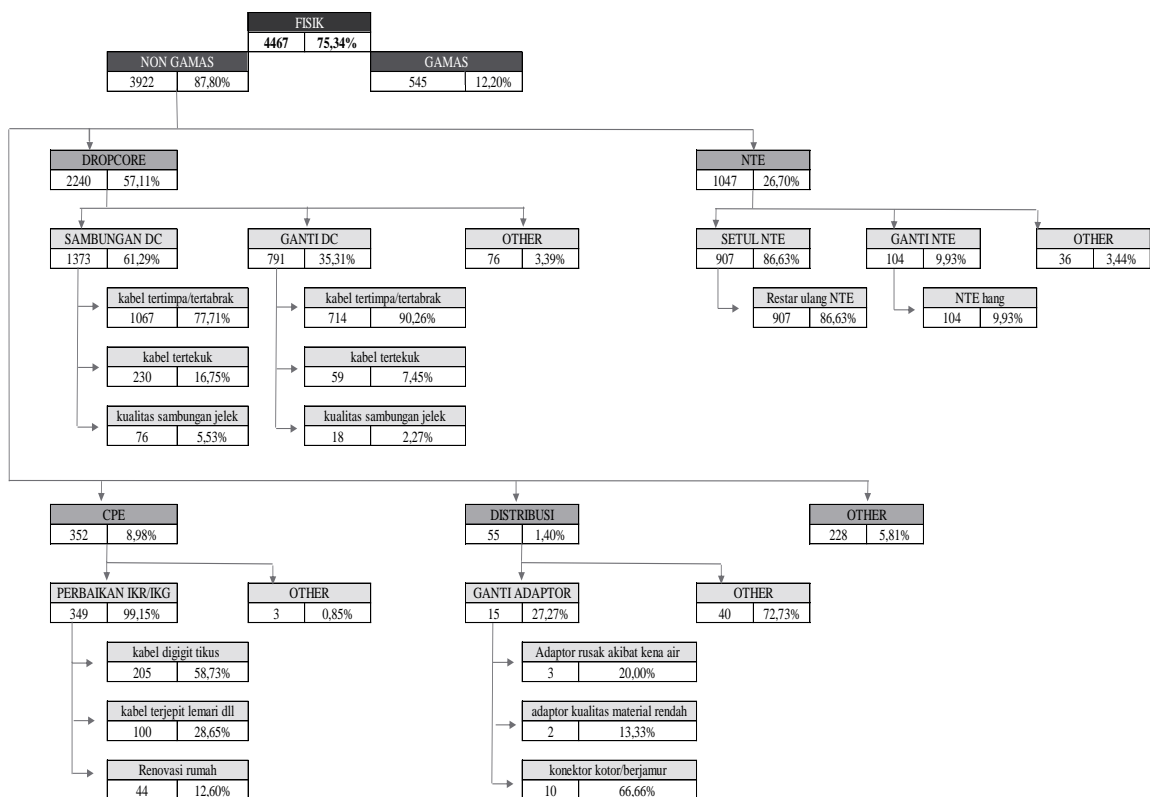 FISIK
4467 75,34%
NON GAMAS GAMAS
3922 87,80% 545 12,20%
DROPCORE NTE
2240 57,11% 1047 26,70%
SAMBUNGAN DC GANTI DC OTHER SETUL NTE GANTI NTE OTHER
1373 61,29% 791 35,31% 76 3,39% 907 86,63% 104 9,93% 36 3,44%
kabel tertimpa/tertabrak kabel tertimpa/tertabrak Restar ulang NTE NTE hang
1067 77,71% 714 90,26% 907 86,63% 104 9,93%
kabel tertekuk kabel tertekuk
230 16,75% 59 7,45%
kualitas sambungan jelek kualitas sambungan jelek
76 5,53% 18 2,27%
CPE DISTRIBUSI OTHER
352 8,98% 55 1,40% 228 5,81%
PERBAIKAN IKR/IKG OTHER GANTI ADAPTOR OTHER
349 99,15% 3 0,85% 15 27,27% 40 72,73%
kabel digigit tikus Adaptor rusak akibat kena air
205 58,73% 3 20,00%
kabel terjepit lemari dll adaptor kualitas material rendah
100 28,65% 2 13,33%
Renovasi rumah konektor kotor/berjamur
44 12,60% 10 66,66%